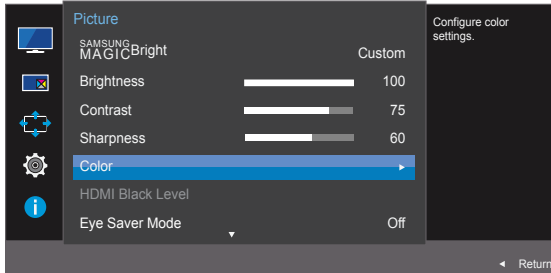 Picture
SAMSUNG
MAGICBright Custom
Brightness 100
Contrast 75
Sharpness 60
Color
HDMI Black Level
Eye Saver Mode Off
Configure color
settings.
Return